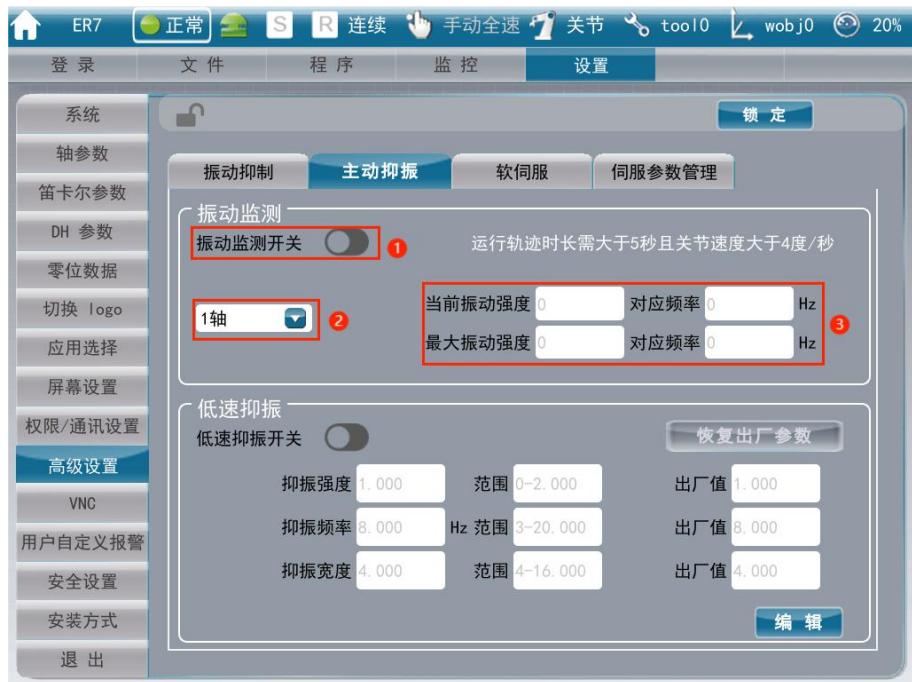 ER7 正常 S R 连续 手动全速 关节 tool0 wobj0 20%
登录 文件 程序 监控 设置
系统
轴参数
笛卡尔参数
DH 参数
零位数据
切换 logo
应用选择
屏幕设置
权限/通讯设置
高级设置
VNC
用户自定义报警
安全设置
安装方式
退出
锁定
振动抑制 主动抑振 软伺服 伺服参数管理
振动监测
振动监测开关 1 运行轨迹时长需大于5秒且关节速度大于4度/秒
1轴 2
当前振动强度 0 对应频率 0 Hz
3
最大振动强度 0 对应频率 0 Hz
低速抑振
低速抑振开关 恢复出厂参数
抑振强度 1.000 范围 0-2.000 出厂值 1.000
抑振频率 8.000 Hz 范围 3-20.000 出厂值 8.000
抑振宽度 4.000 范围 4-16.000 出厂值 4.000
编辑